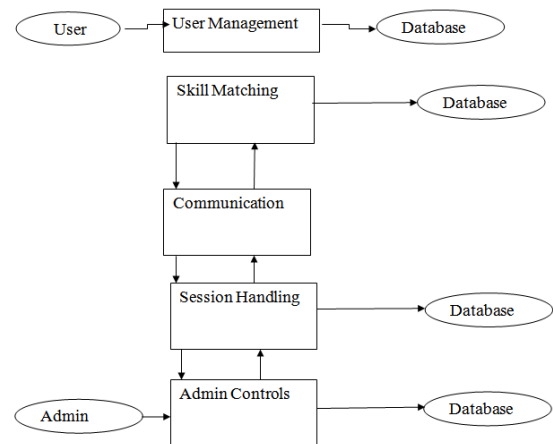 User
User Management
Database
Skill Matching
Database
Communication
Session Handling
Database
Admin Controls
Admin
Database